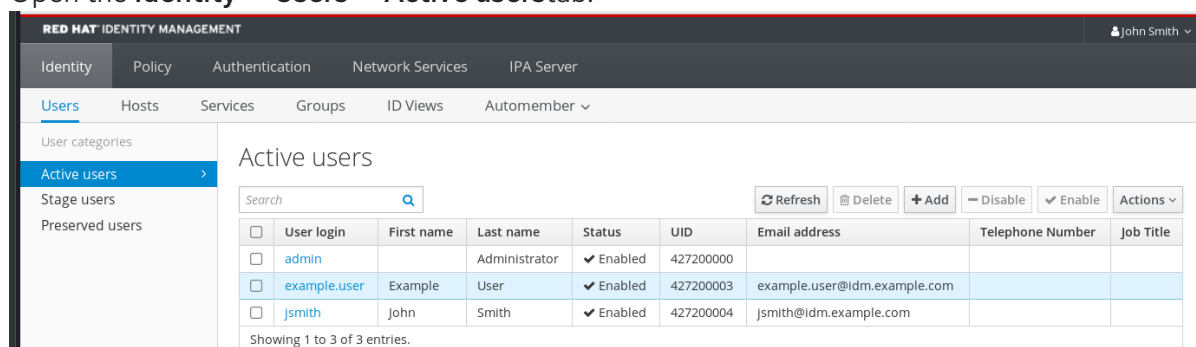 Open the Identity > Users > Active users tab.
RED HAT® IDENTITY MANAGEMENT John Smith
Identity Policy Authentication Network Services IPA Server
Users Hosts Services Groups ID Views Automember
User categories
Active users
Stage users
Preserved users
Active users
Search Refresh Delete Add Disable Enable Actions
User login First name Last name Status UID Email address Telephone Number Job Title
admin Administrator Enabled 427200000
example.user Example User Enabled 427200003 example.user@idm.example.com
jsmith John Smith Enabled 427200004 jsmith@idm.example.com
Showing 1 to 3 of 3 entries.